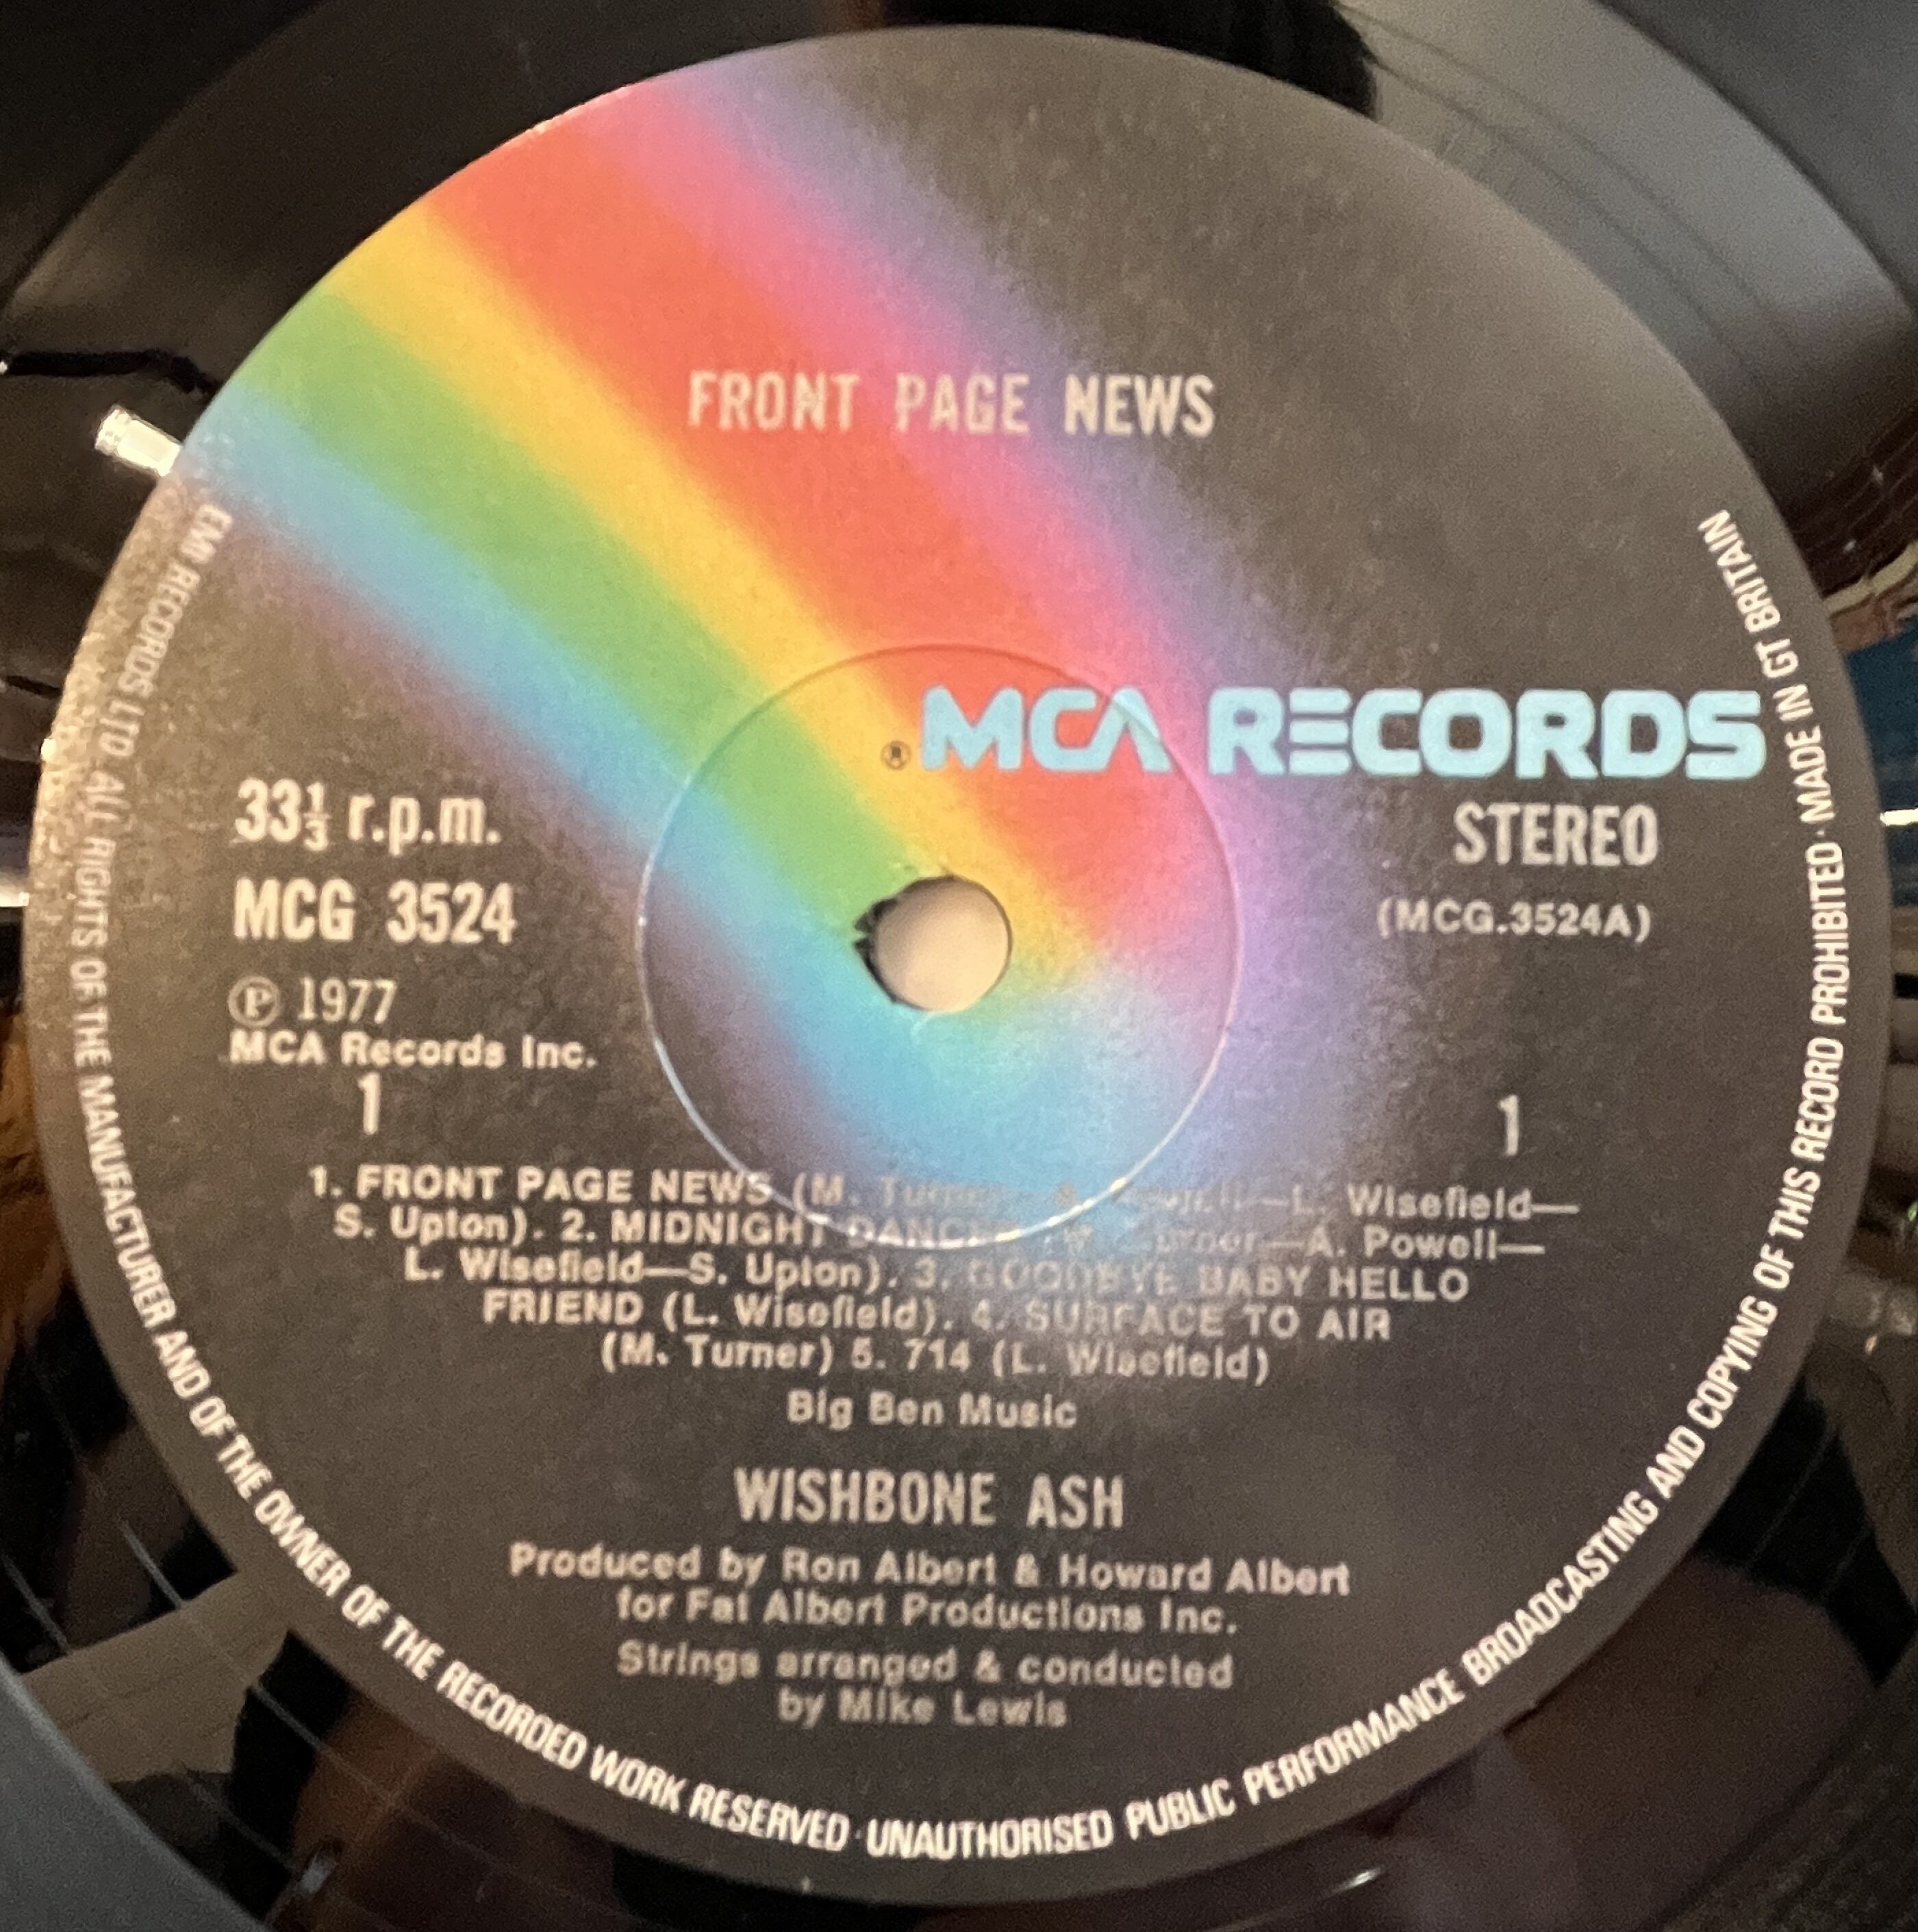 FRONT PAGE NEWS
® MCA RECORDS
33⅓ r.p.m.
STEREO
MCG 3524
(MCG.3524A)
Ⓟ 1977
MCA Records Inc.
1
1
1. FRONT PAGE NEWS (M. Turner—A. Powell—L. Wisefield—
S. Upton). 2. MIDNIGHT DANCER (M. Turner—A. Powell—
L. Wisefield—S. Upton). 3. GOODBYE BABY HELLO
FRIEND (L. Wisefield). 4. SURFACE TO AIR
(M. Turner) 5. 714 (L. Wisefield)
Big Ben Music
WISHBONE ASH
Produced by Ron Albert & Howard Albert
for Fat Albert Productions Inc.
Strings arranged & conducted
by Mike Lewis
EMI RECORDS LTD ALL RIGHTS OF THE MANUFACTURER AND OF THE OWNER OF THE RECORDED WORK RESERVED · UNAUTHORISED PUBLIC PERFORMANCE BROADCASTING AND COPYING OF THIS RECORD PROHIBITED · MADE IN GT BRITAIN